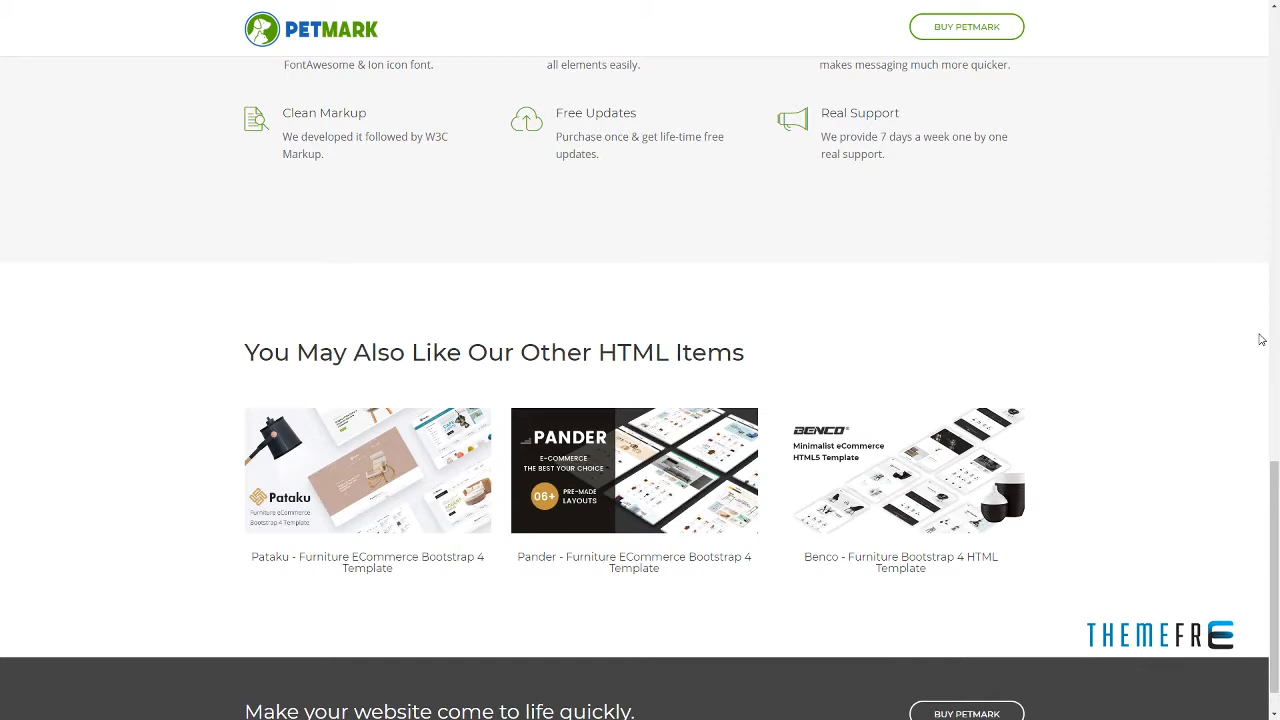 PETMARK
BUY PETMARK
FontAwesome & Ion icon font.
all elements easily.
makes messaging much more quicker.
Clean Markup
We developed it followed by W3C
Markup.
Free Updates
Purchase once & get life-time free
updates.
Real Support
We provide 7 days a week one by one
real support.
You May Also Like Our Other HTML Items
Pataku
Furniture eCommerce
Bootstrap 4 Template
PANDER
E-COMMERCE
THE BEST YOUR CHOICE
06+
PRE-MADE
LAYOUTS
BENCO
Minimalist eCommerce
HTML5 Template
Pataku - Furniture ECommerce Bootstrap 4
Template
Pander - Furniture ECommerce Bootstrap 4
Template
Benco - Furniture Bootstrap 4 HTML
Template
THEMEFRE
Make your website come to life quickly.
BUY PETMARK